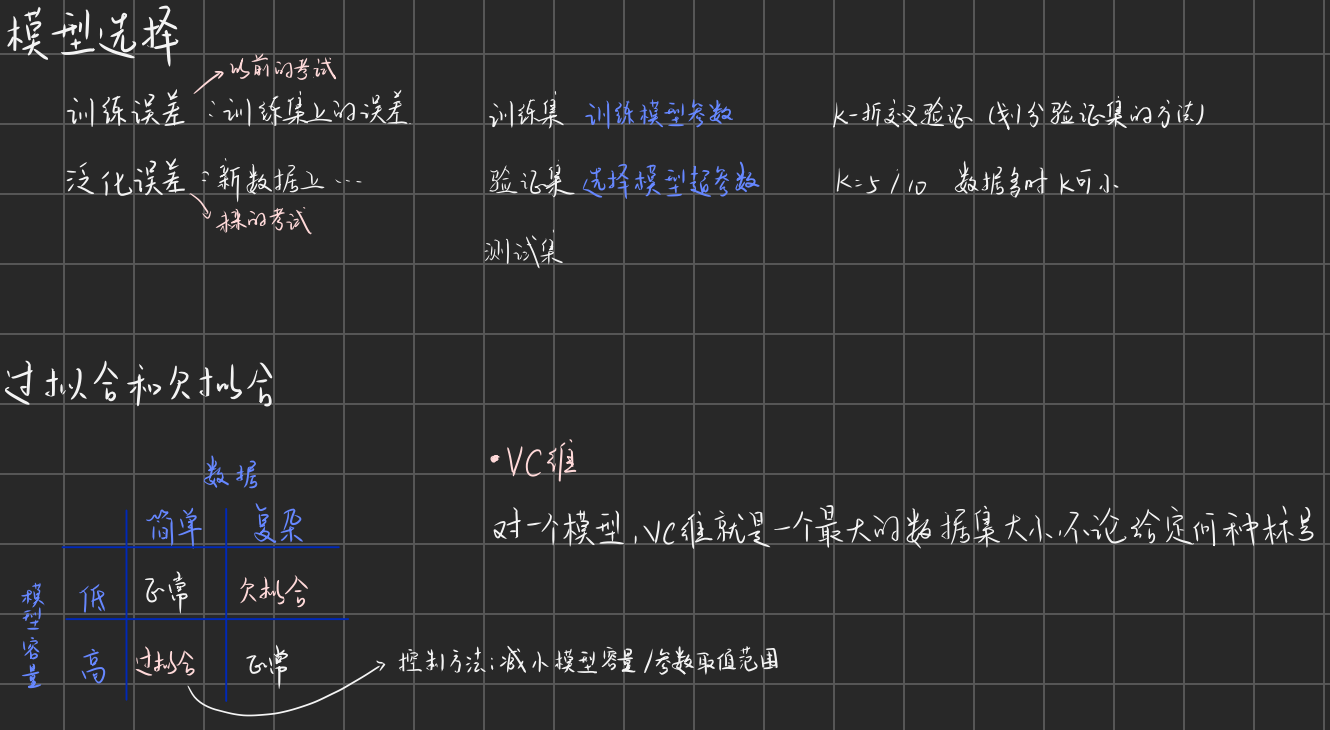 模型选择
以前的考试
训练误差：训练集上的误差
泛化误差：新数据上…
未来的考试
训练集 训练模型参数
验证集 选择模型超参数
测试集
K-折交叉验证（划分验证集的方法）
K=5/10 数据多时K可小
过拟合和欠拟合
数据
简单 复杂
模型容量
低 正常 欠拟合
高 过拟合 正常
控制方法：减小模型容量/参数取值范围
•VC维
对一个模型，VC维就是一个最大的数据集大小，不论给定何种标号